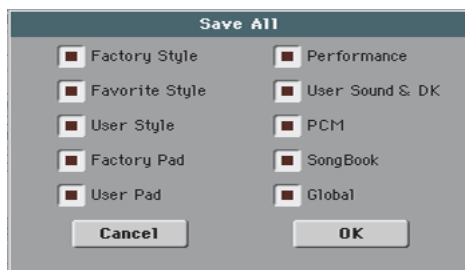 Save All
Factory Style
Performance
Favorite Style
User Sound & DK
User Style
PCM
Factory Pad
SongBook
User Pad
Global
Cancel
OK